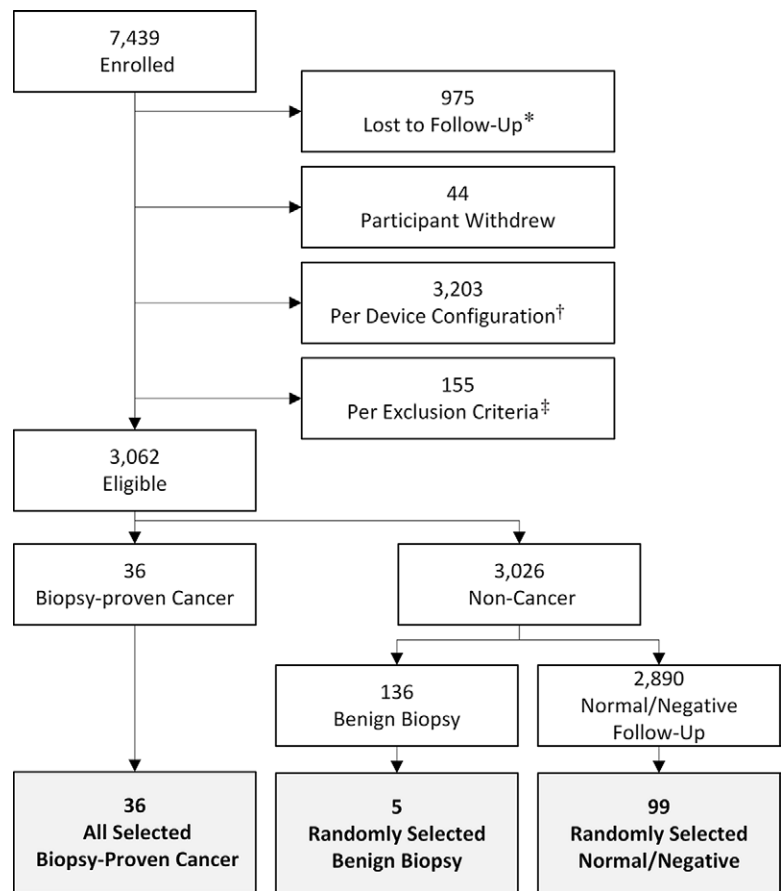 7,439
Enrolled
975
Lost to Follow-Up*
44
Participant Withdrew
3,203
Per Device Configuration†
155
Per Exclusion Criteria‡
3,062
Eligible
36
Biopsy-proven Cancer
3,026
Non-Cancer
136
Benign Biopsy
2,890
Normal/Negative
Follow-Up
36
All Selected
Biopsy-Proven Cancer
5
Randomly Selected
Benign Biopsy
99
Randomly Selected
Normal/Negative